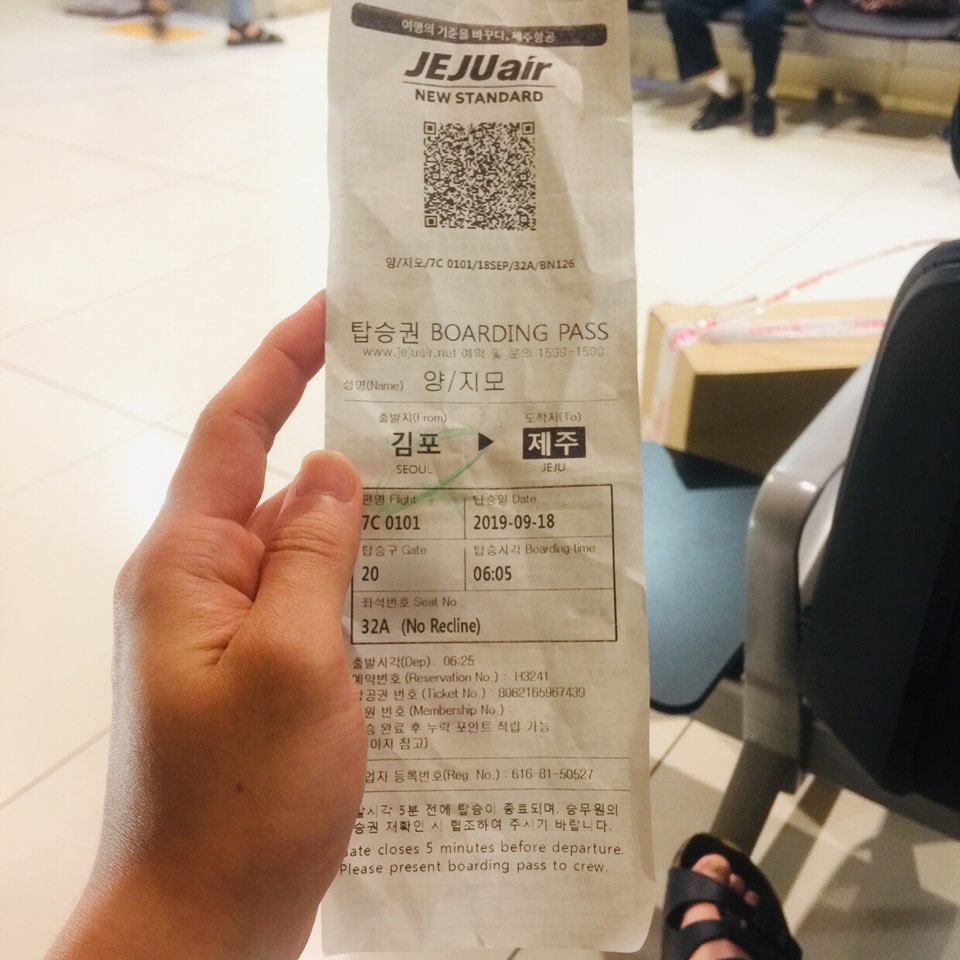 여행의 기준을 바꾸다, 제주항공
JEJUair
NEW STANDARD
양/지모/7C 0101/18SEP/32A/BN126
탑승권 BOARDING PASS
www.jejuair.net 예약 및 문의 1599-1500
성명(Name) 양/지모
출발지(From) 도착지(To)
김포 ▶ 제주
SEOUL JEJU
편명 Flight 탑승일 Date
7C 0101 2019-09-18
탑승구 Gate 탑승시각 Boarding time
20 06:05
좌석번호 Seat No
32A (No Recline)
출발시각(Dep) 06:25
예약번호 (Reservation No.) : H3241
항공권 번호 (Ticket No.) : 8062165967439
원 번호 (Membership No.) :
승 완료 후 누락 포인트 적립 가능
이지 참고)
업자 등록번호(Reg. No.) : 616-81-50527
발시각 5분 전에 탑승이 종료되며, 승무원의
승권 재확인 시 협조하여 주시기 바랍니다.
Gate closes 5 minutes before departure.
Please present boarding pass to crew.